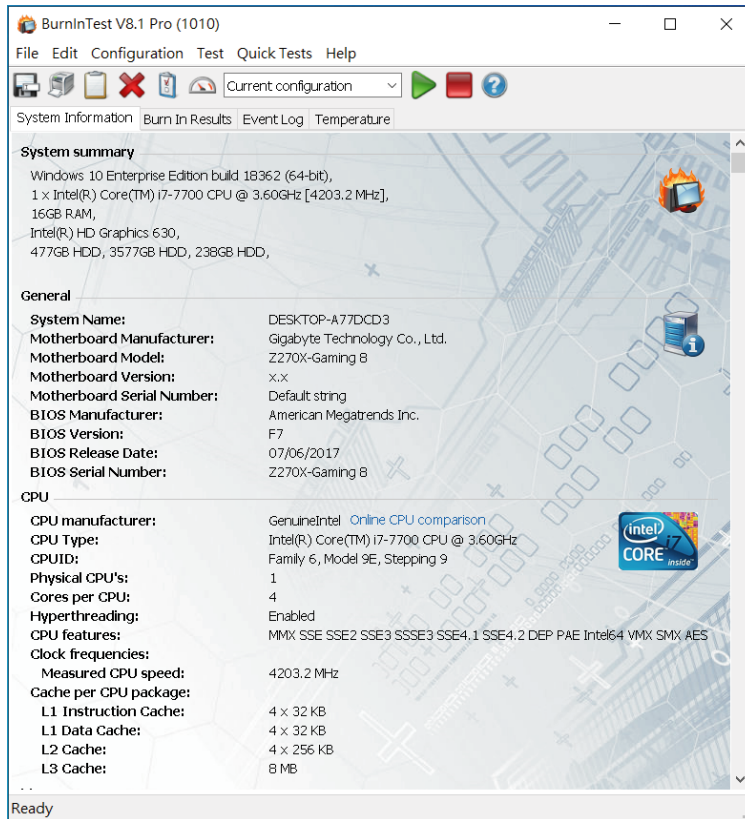 BurnInTest V8.1 Pro (1010)
File Edit Configuration Test Quick Tests Help
Current configuration
System Information Burn In Results Event Log Temperature
System summary
Windows 10 Enterprise Edition build 18362 (64-bit),
1 x Intel(R) Core(TM) i7-7700 CPU @ 3.60GHz [4203.2 MHz],
16GB RAM,
Intel(R) HD Graphics 630,
477GB HDD, 3577GB HDD, 238GB HDD,
General
System Name: DESKTOP-A77DCD3
Motherboard Manufacturer: Gigabyte Technology Co., Ltd.
Motherboard Model: Z270X-Gaming 8
Motherboard Version: x.x
Motherboard Serial Number: Default string
BIOS Manufacturer: American Megatrends Inc.
BIOS Version: F7
BIOS Release Date: 07/06/2017
BIOS Serial Number: Z270X-Gaming 8
CPU
CPU manufacturer: GenuineIntel Online CPU comparison
CPU Type: Intel(R) Core(TM) i7-7700 CPU @ 3.60GHz
CPUID: Family 6, Model 9E, Stepping 9
Physical CPU's: 1
Cores per CPU: 4
Hyperthreading: Enabled
CPU features: MMX SSE SSE2 SSE3 SSSE3 SSE4.1 SSE4.2 DEP PAE Intel64 VMX SMX AES
Clock frequencies:
Measured CPU speed: 4203.2 MHz
Cache per CPU package:
L1 Instruction Cache: 4 x 32 KB
L1 Data Cache: 4 x 32 KB
L2 Cache: 4 x 256 KB
L3 Cache: 8 MB
intel i7
CORE inside
Ready